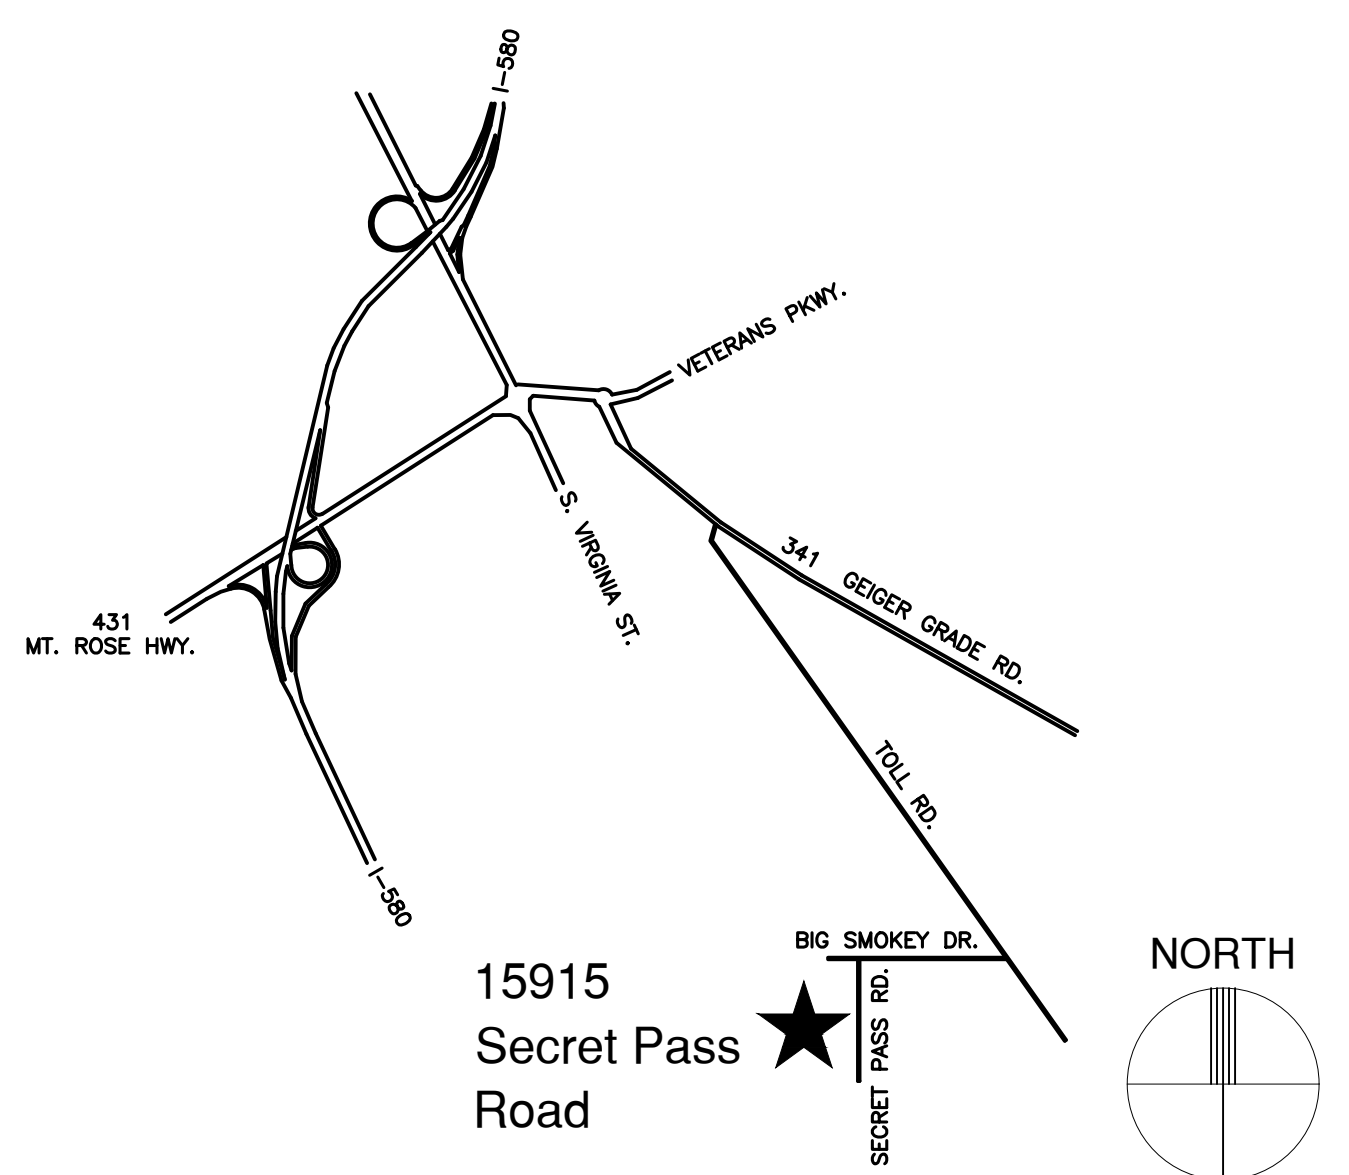 I-580
VETERANS PKWY.
S. VIRGINIA ST.
341 GEIGER GRADE RD.
431
MT. ROSE HWY.
TOLL RD.
I-580
BIG SMOKEY DR.
NORTH
15915
Secret Pass
Road
SECRET PASS RD.